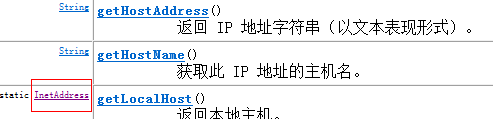 String getHostAddress()
返回 IP 地址字符串（以文本表现形式）。
String getHostName()
获取此 IP 地址的主机名。
static InetAddress getLocalHost()
返回本地主机。